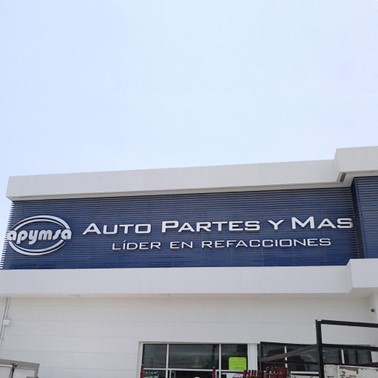 apymsa
AUTO PARTES Y MAS
LÍDER EN REFACCIONES